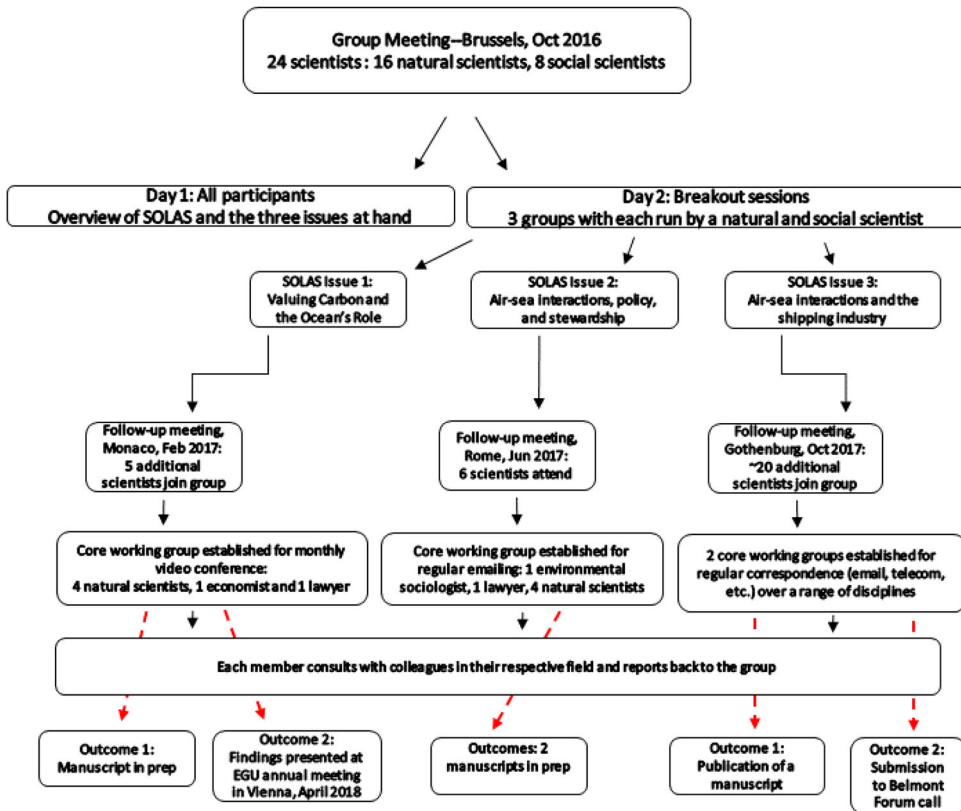 Group Meeting--Brussels, Oct 2016
24 scientists : 16 natural scientists, 8 social scientists
Day 1: All participants
Overview of SOLAS and the three issues at hand
Day 2: Breakout sessions
3 groups with each run by a natural and social scientist
SOLAS Issue 1:
Valuing Carbon and
the Ocean's Role
SOLAS Issue 2:
Air-sea interactions, policy,
and stewardship
SOLAS Issue 3:
Air-sea interactions and the
shipping industry
Follow-up meeting,
Monaco, Feb 2017:
5 additional
scientists join group
Follow-up meeting,
Rome, Jun 2017:
6 scientists attend
Follow-up meeting,
Gothenburg, Oct 2017:
~20 additional
scientists join group
Core working group established for monthly
video conference:
4 natural scientists, 1 economist and 1 lawyer
Core working group established for
regular emailing: 1 environmental
sociologist, 1 lawyer, 4 natural scientists
2 core working groups established for
regular correspondence (email, telecom,
etc.) over a range of disciplines
Each member consults with colleagues in their respective field and reports back to the group
Outcome 1:
Manuscript in prep
Outcome 2:
Findings presented at
EGU annual meeting
in Vienna, April 2018
Outcomes: 2
manuscripts in prep
Outcome 1:
Publication of a
manuscript
Outcome 2:
Submission
to Belmont
Forum call